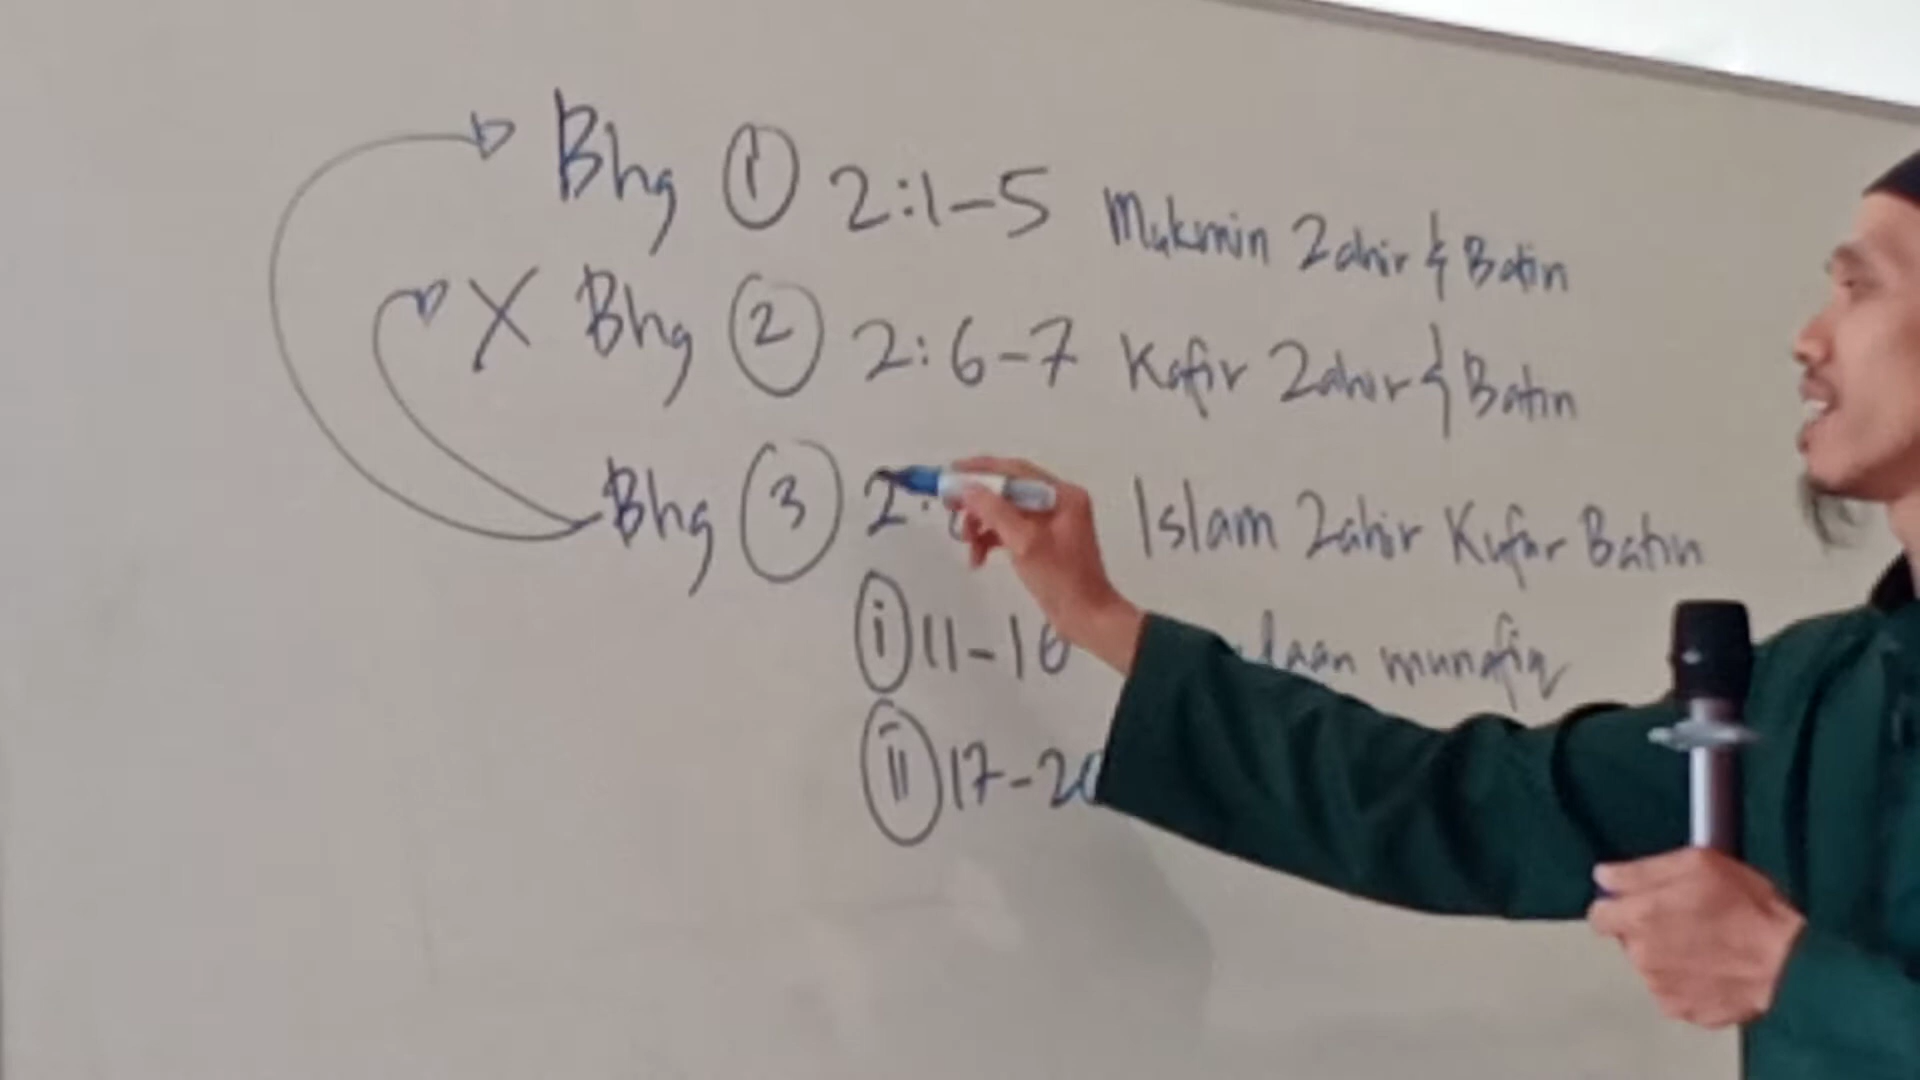 Bhg 1 2:1-5 Mukmin Zahir & Batin
X Bhg 2 2:6-7 Kafir Zahir & Batin
Bhg 3 2: Islam Zahir Kufur Batin
i 11-16 munafiq
ii 17-20